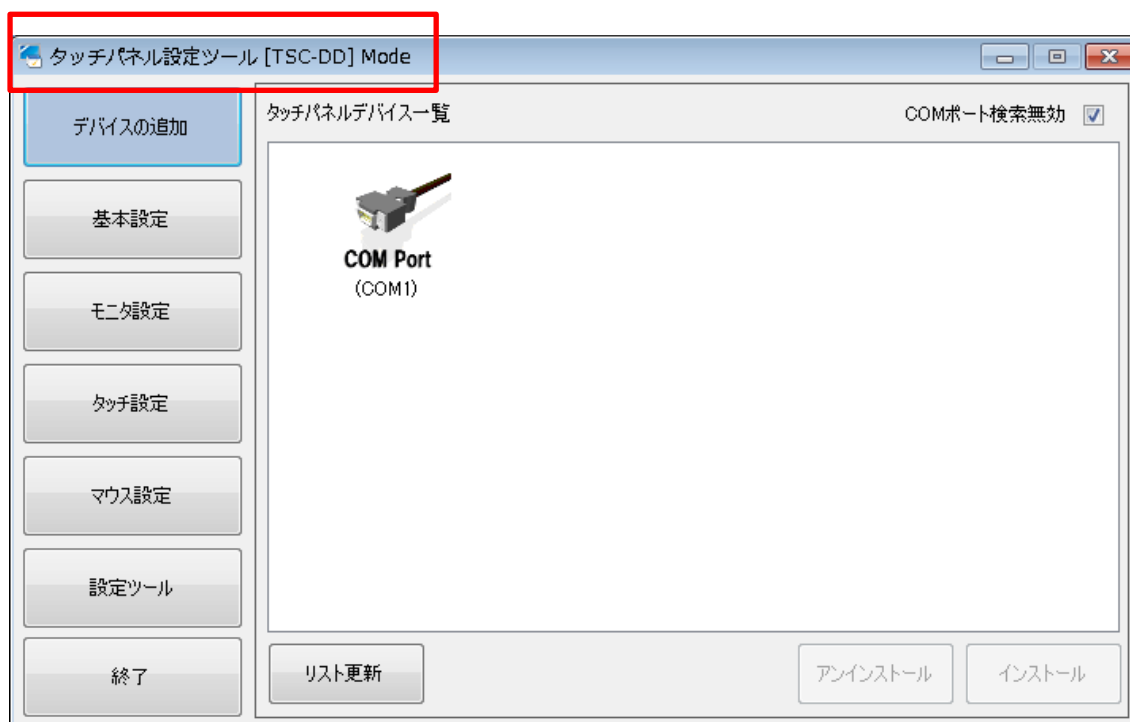 タッチパネル設定ツール [TSC-DD] Mode
デバイスの追加
基本設定
モニタ設定
タッチ設定
マウス設定
設定ツール
終了
タッチパネルデバイス一覧
COMポート検索無効
COM Port
(COM1)
リスト更新
アンインストール
インストール